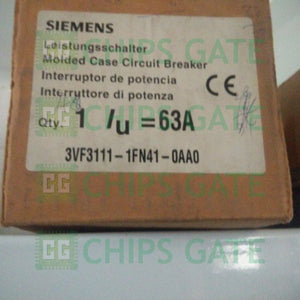 SIEMENS
Leistungsschalter
Molded Case Circuit Breaker
Interruptor de potencia
Interruttore di potenza
CE
Qty. 1 Iu = 63A
3VF3111-1FN41-0AA0
CHIPS GATE
CHIPS GATE
CHIPS GATE